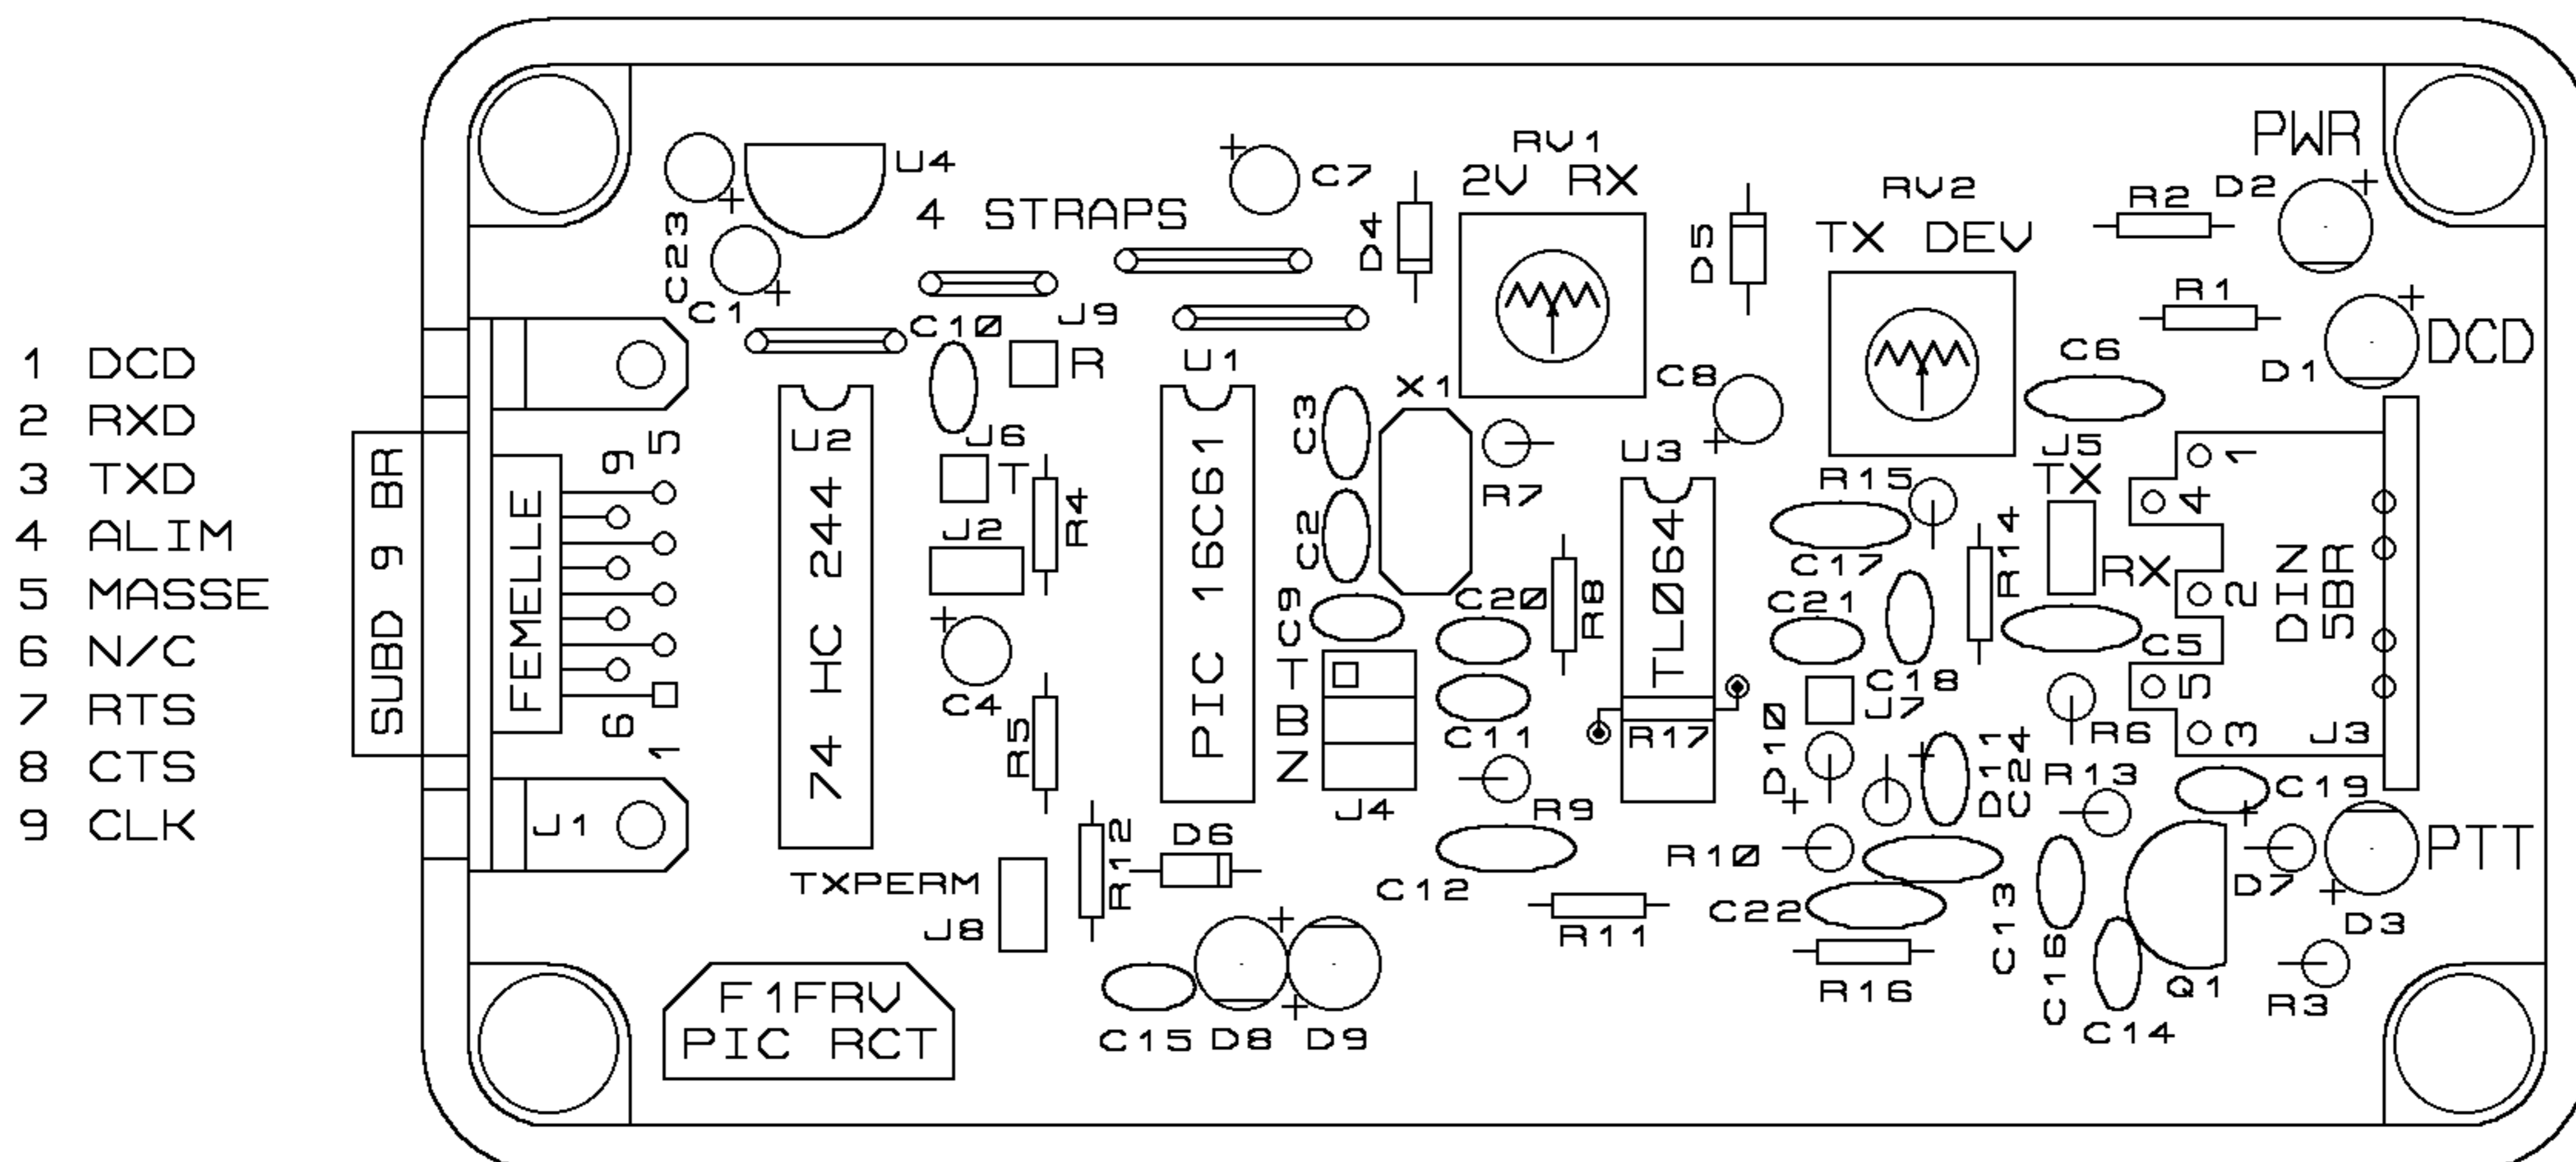 1 DCD
2 RXD
3 TXD
4 ALIM
5 MASSE
6 N/C
7 RTS
8 CTS
9 CLK
SUBD 9 BR
FEMELLE
9
5
6
1
J1
U4
C23
C1
4 STRAPS
C7
C10
J9
R
U2
74 HC 244
J6
T
J2
R4
C4
R5
TXPERM
J8
R12
D6
F1FRV
PIC RCT
C15
D8
D9
U1
PIC 16C61
D4
RV1
2V RX
D5
RV2
TX DEV
R2
D2
PWR
R1
D1
DCD
C3
X1
C2
C9
R7
C8
U3
TL064
C20
R8
T
B
Z
J4
C11
R17
R9
C12
R11
C6
R15
C17
C21
C18
J7
R14
J5
TX
RX
C5
1
4
2
5
3
DIN
5BR
J3
R6
D10
D11
C24
R13
C19
R10
C22
R16
C13
C16
C14
Q1
D7
PTT
D3
R3